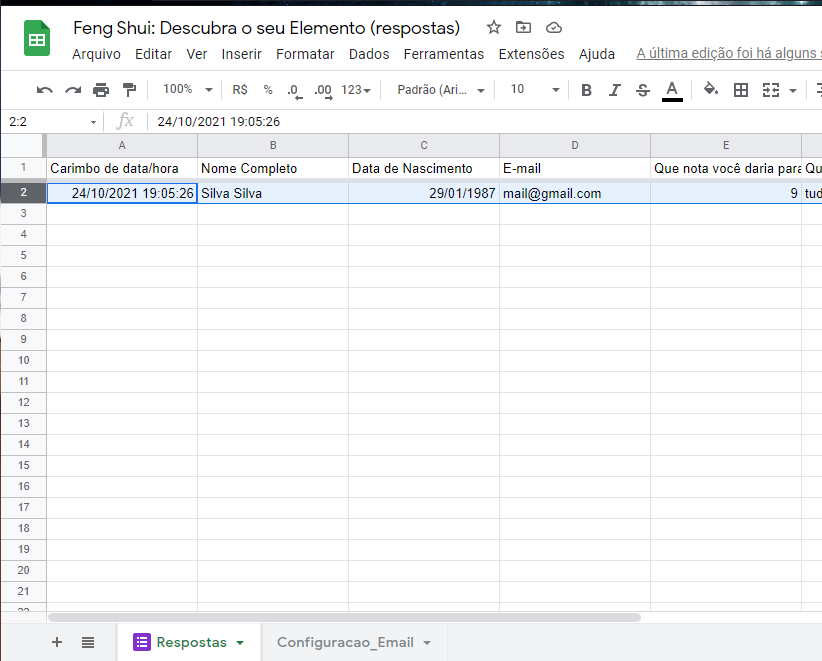 Feng Shui: Descubra o seu Elemento (respostas)
Arquivo Editar Ver Inserir Formatar Dados Ferramentas Extensões Ajuda A última edição foi há alguns
100% R$ % .0 .00 123 Padrão (Ari... 10 B I S A
2:2 fx 24/10/2021 19:05:26
A B C D E
1 Carimbo de data/hora Nome Completo Data de Nascimento E-mail Que nota você daria para Qu
2 24/10/2021 19:05:26 Silva Silva 29/01/1987 mail@gmail.com 9 tud
3
4
5
6
7
8
9
10
11
12
13
14
15
16
17
18
19
20
21
22
+ Respostas Configuracao_Email